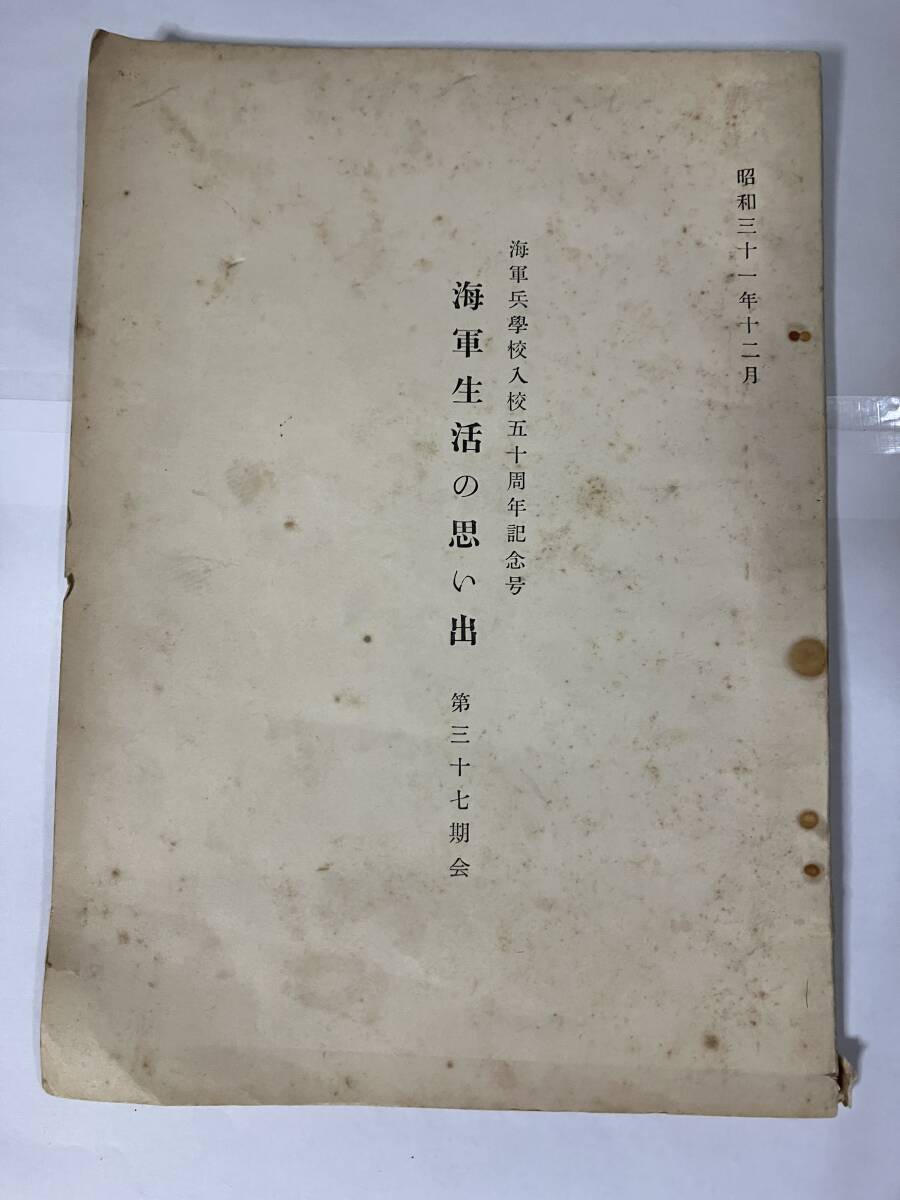 昭和三十一年十二月
海軍兵學校入校五十周年記念号
海軍生活の思い出 第三十七期会